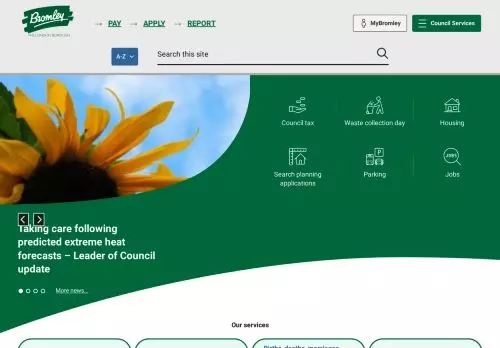 Bromley
THE LONDON BOROUGH
→ PAY → APPLY → REPORT
MyBromley
Council Services
A-Z
Search this site
Council tax
Waste collection day
Housing
Search planning
applications
P
Parking
JOBS
Jobs
Taking care following
predicted extreme heat
forecasts – Leader of Council
update
More news...
Our services
Births, deaths, marriages